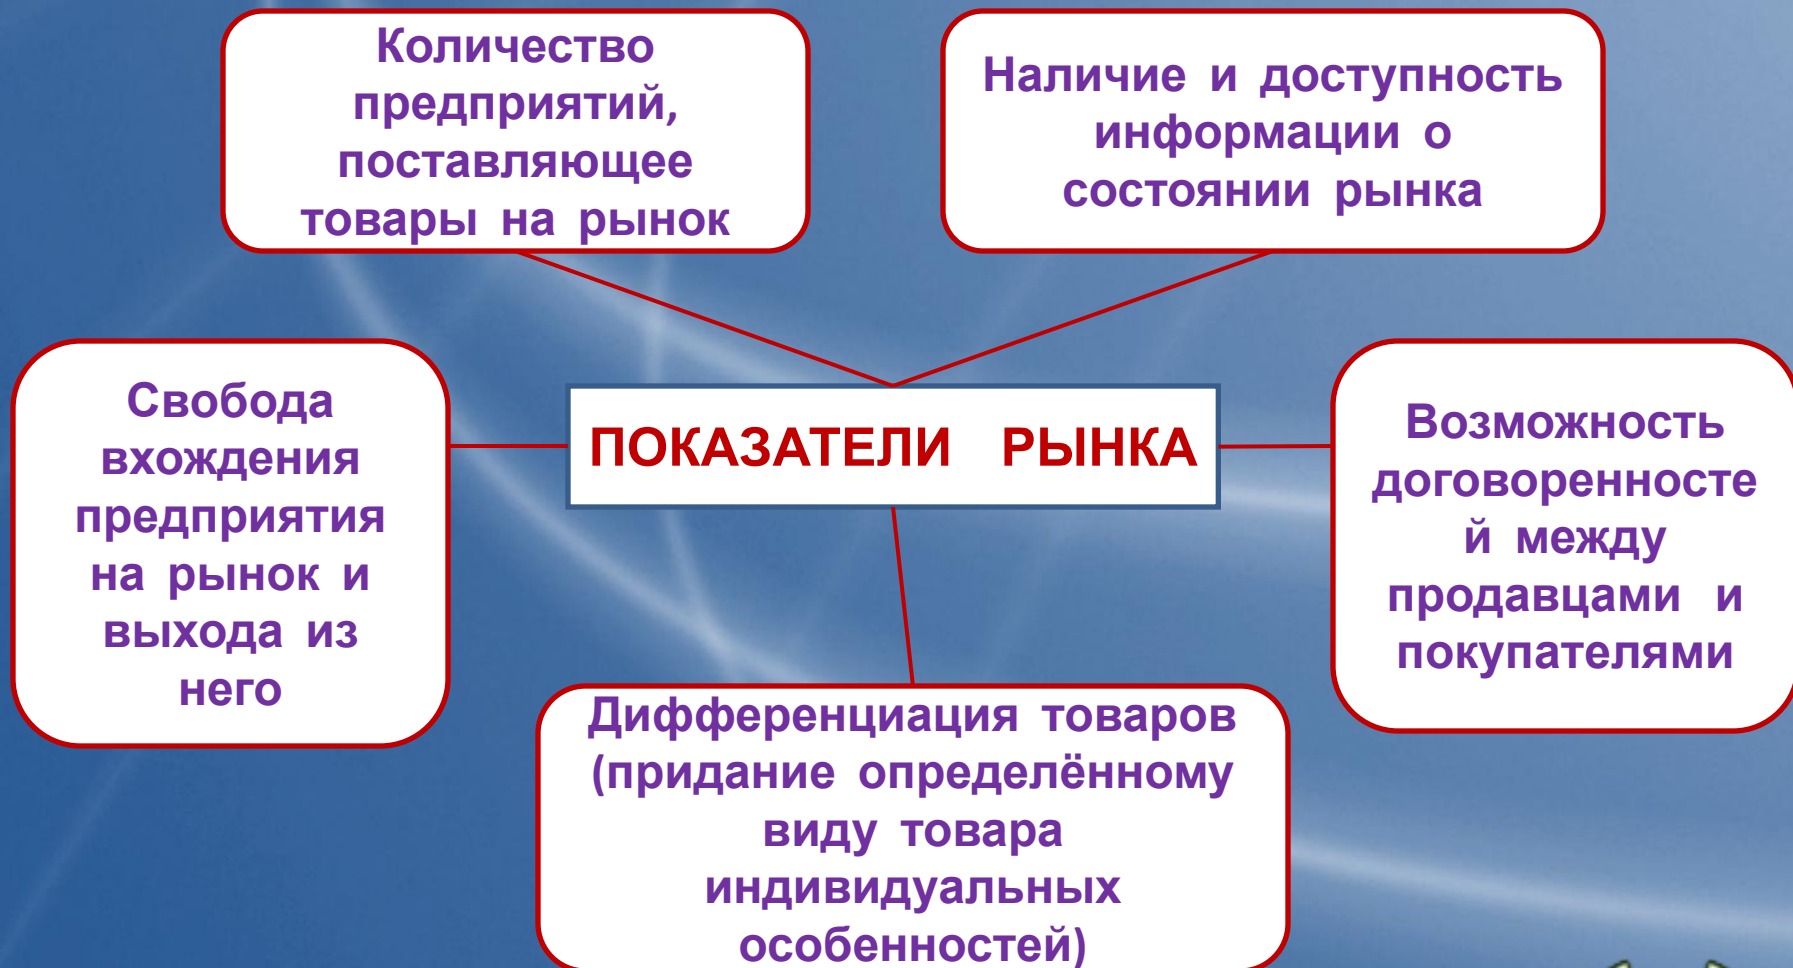 Количество
предприятий,
поставляющее
товары на рынок
Наличие и доступность
информации о
состоянии рынка
Свобода
вхождения
предприятия
на рынок и
выхода из
него
ПОКАЗАТЕЛИ РЫНКА
Возможность
договоренносте
й между
продавцами и
покупателями
Дифференциация товаров
(придание определённому
виду товара
индивидуальных
особенностей)